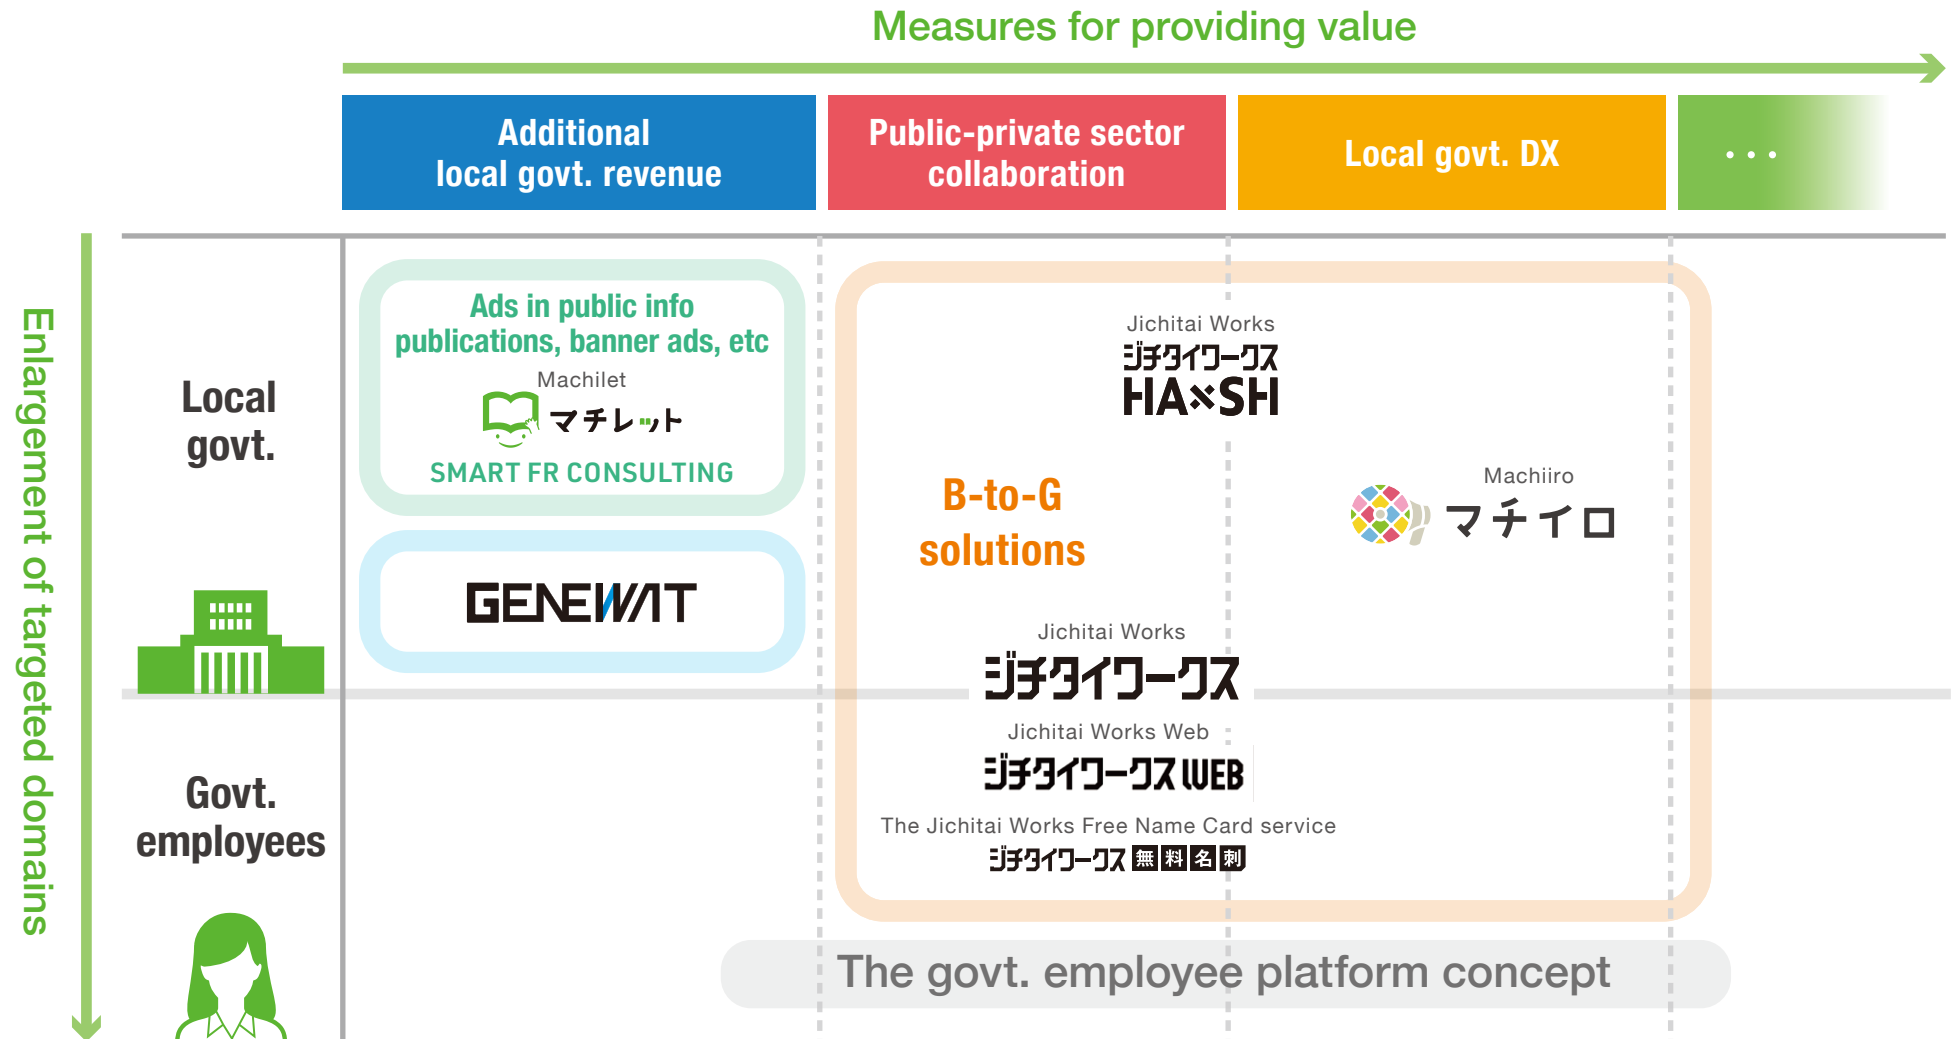 Measures for providing value
Additional
local govt. revenue
Public-private sector
collaboration
Local govt. DX
...
Enlargement of targeted domains
Local
govt.
Ads in public info
publications, banner ads, etc
Machilet
マチレット
SMART FR CONSULTING
GENEWAT
Jichitai Works
ジチタイワークス
HA×SH
B-to-G
solutions
Machiiro
マチイロ
Jichitai Works
ジチタイワークス
Govt.
employees
Jichitai Works Web
ジチタイワークス WEB
The Jichitai Works Free Name Card service
ジチタイワークス 無料名刺
The govt. employee platform concept